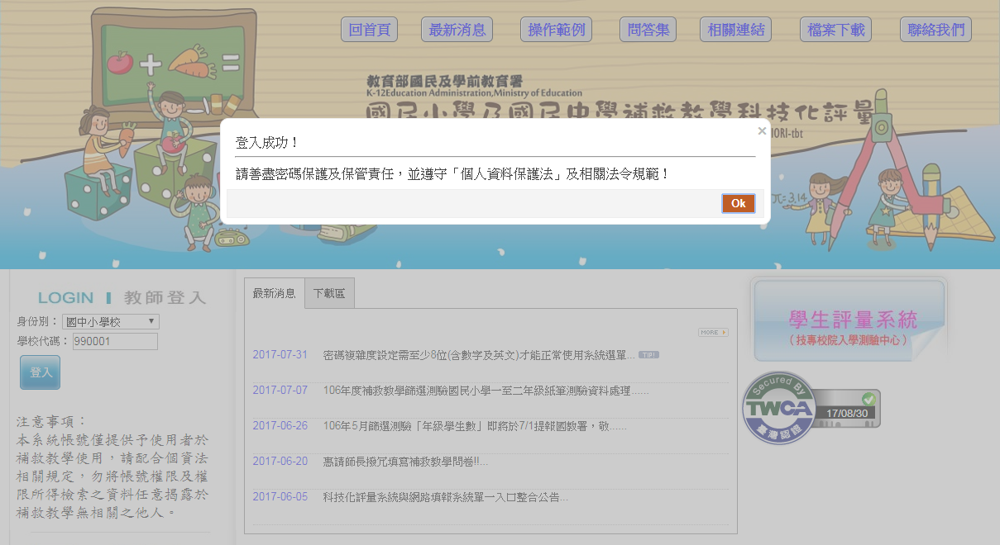 回首頁
最新消息
操作範例
問答集
相關連結
檔案下載
聯絡我們
教育部國民及學前教育署
K-12Education Administration,Ministry of Education
國民小學及國民中學補救教學科技化評量
IORI-tbt
π=3.14
×
登入成功！
請善盡密碼保護及保管責任，並遵守「個人資料保護法」及相關法令規範！
Ok
LOGIN 教師登入
身份別： 國中小學校
學校代碼： 990001
登入
注意事項：
本系統帳號僅提供予使用者於
補救教學使用，請配合個資法
相關規定，勿將帳號權限及權
限所得檢索之資料任意揭露於
補救教學無相關之他人。
最新消息 下載區
MORE
2017-07-31 密碼複雜度設定需至少8位(含數字及英文)才能正常使用系統選單... TIP!
2017-07-07 106年度補救教學篩選測驗國民小學一至二年級紙筆測驗資料處理......
2017-06-26 106年5月篩選測驗「年級學生數」即將於7/1提報國教署，敬......
2017-06-20 惠請師長撥冗填寫補救教學問卷!!...
2017-06-05 科技化評量系統與網路填報系統單一入口整合公告...
學生評量系統
（技專校院入學測驗中心）
Secured By
TWCA
臺灣認證
17/08/30